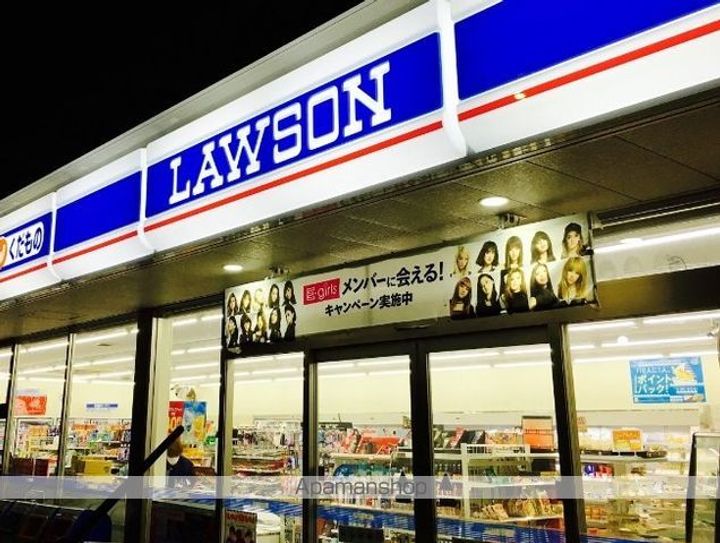 LAWSON
くだもの
E-girls メンバーに会える!
キャンペーン実施中
ポイント
パック!
Apamanshop